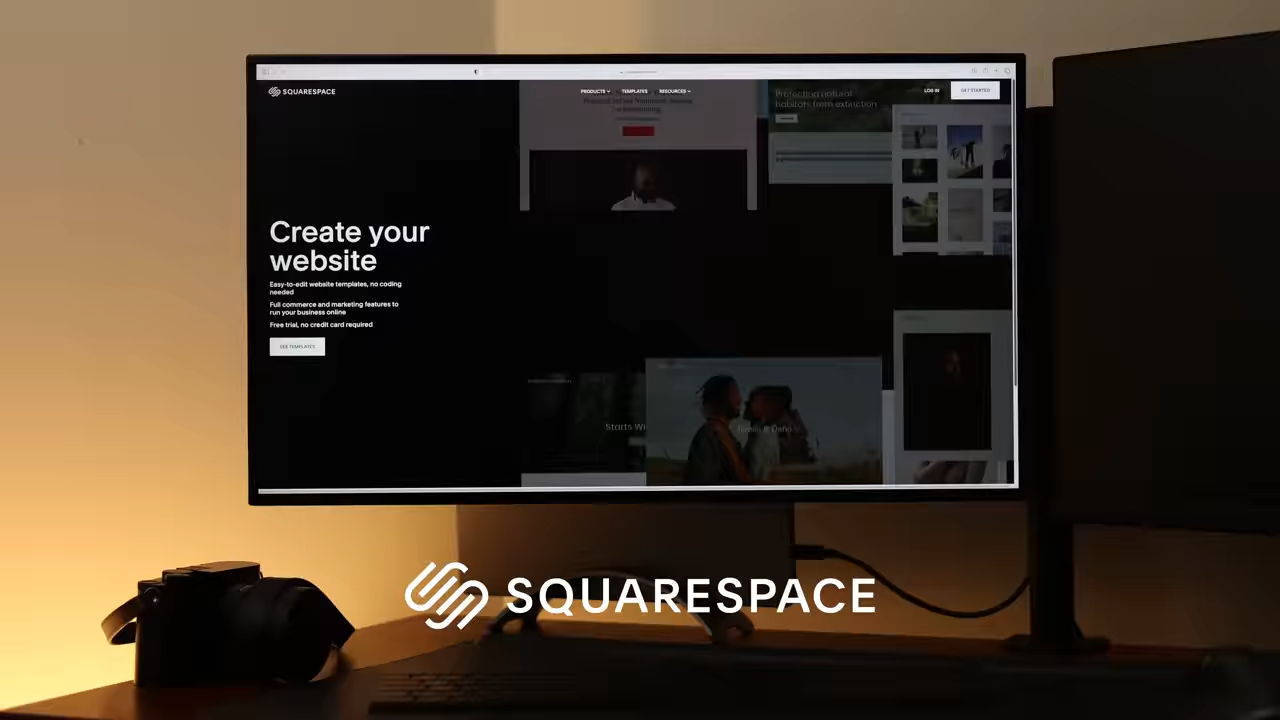 SQUARESPACE
PRODUCTS
TEMPLATES
RESOURCES
LOG IN
GET STARTED
Protecting natural
habitats from extinction
Create your
website
Easy-to-edit website templates, no coding
needed
Full commerce and marketing features to
run your business online
Free trial, no credit card required
SEE TEMPLATES
Starts Wi
SQUARESPACE